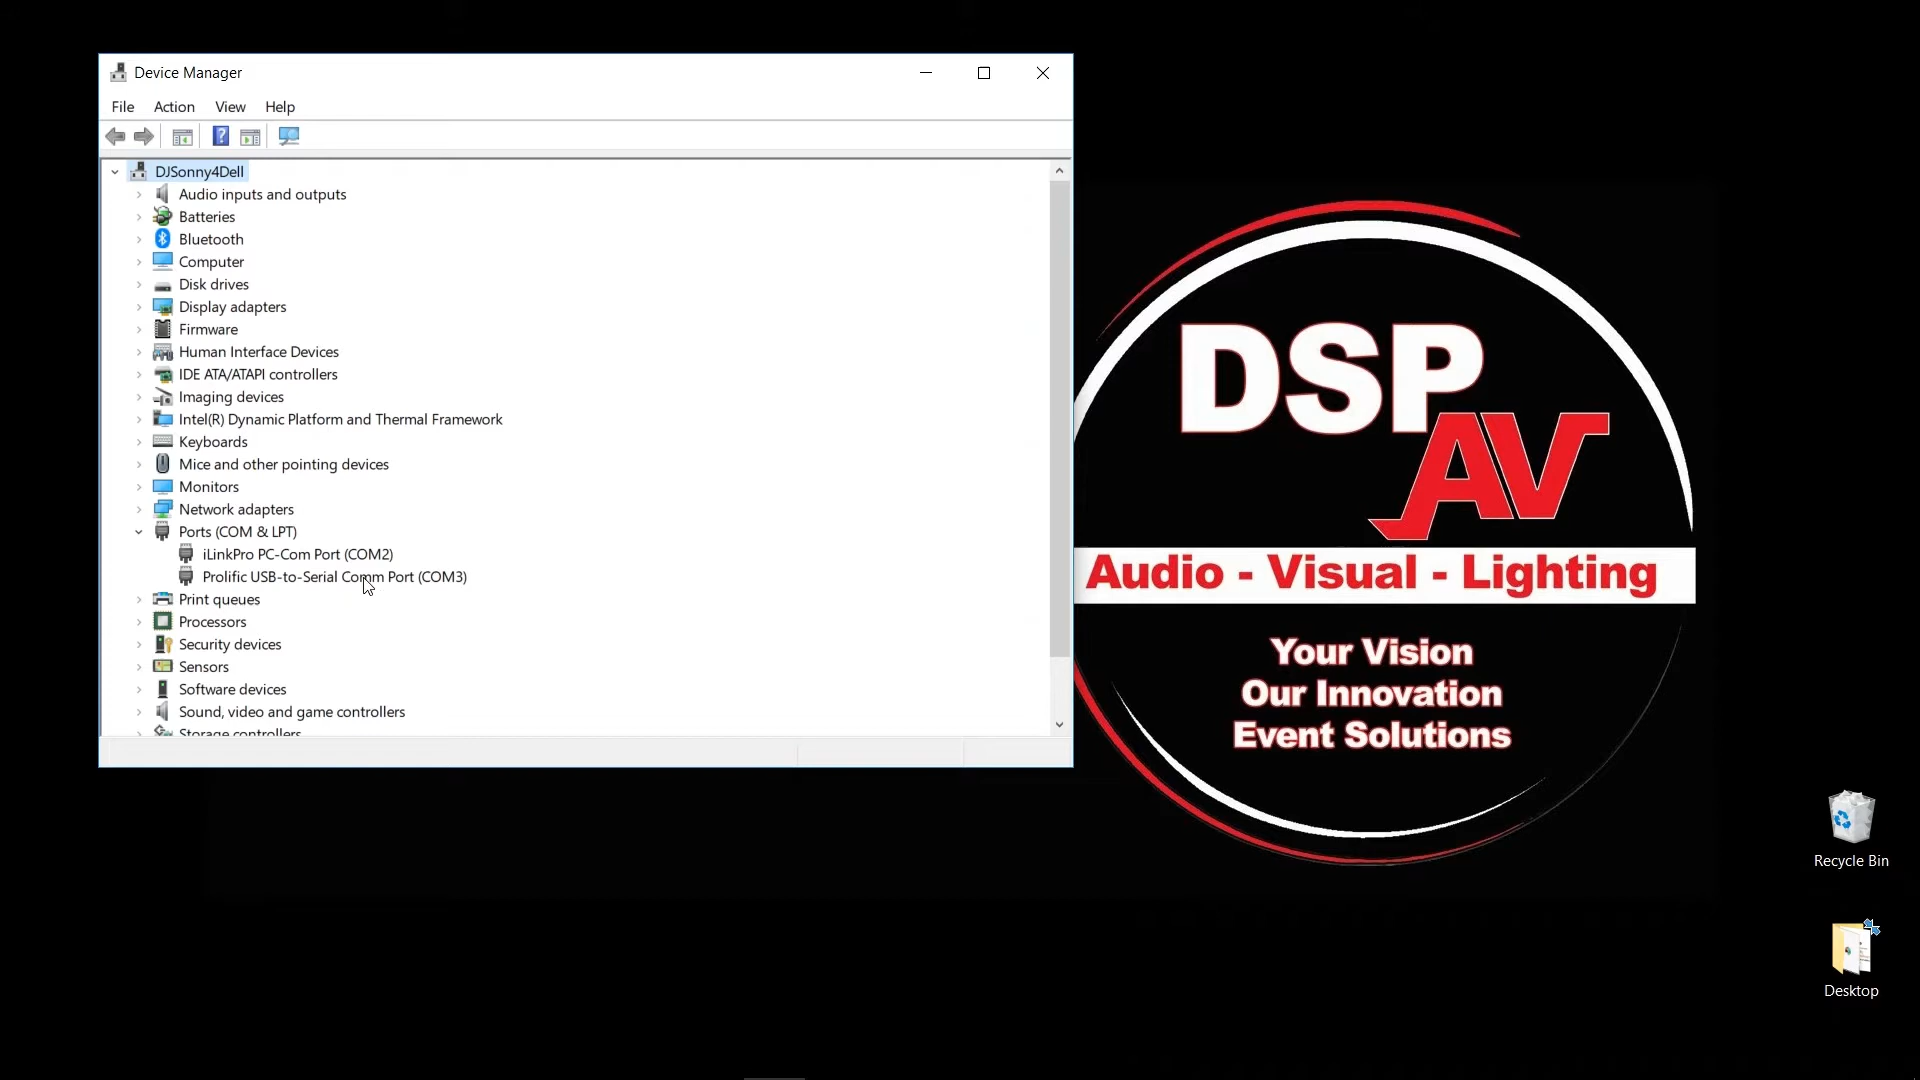 Device Manager
File Action View Help
DJSonny4Dell
Audio inputs and outputs
Batteries
Bluetooth
Computer
Disk drives
Display adapters
Firmware
Human Interface Devices
IDE ATA/ATAPI controllers
Imaging devices
Intel(R) Dynamic Platform and Thermal Framework
Keyboards
Mice and other pointing devices
Monitors
Network adapters
Ports (COM & LPT)
iLinkPro PC-Com Port (COM2)
Prolific USB-to-Serial Comm Port (COM3)
Print queues
Processors
Security devices
Sensors
Software devices
Sound, video and game controllers
Storage controllers
DSP
AV
Audio - Visual - Lighting
Your Vision
Our Innovation
Event Solutions
Recycle Bin
Desktop